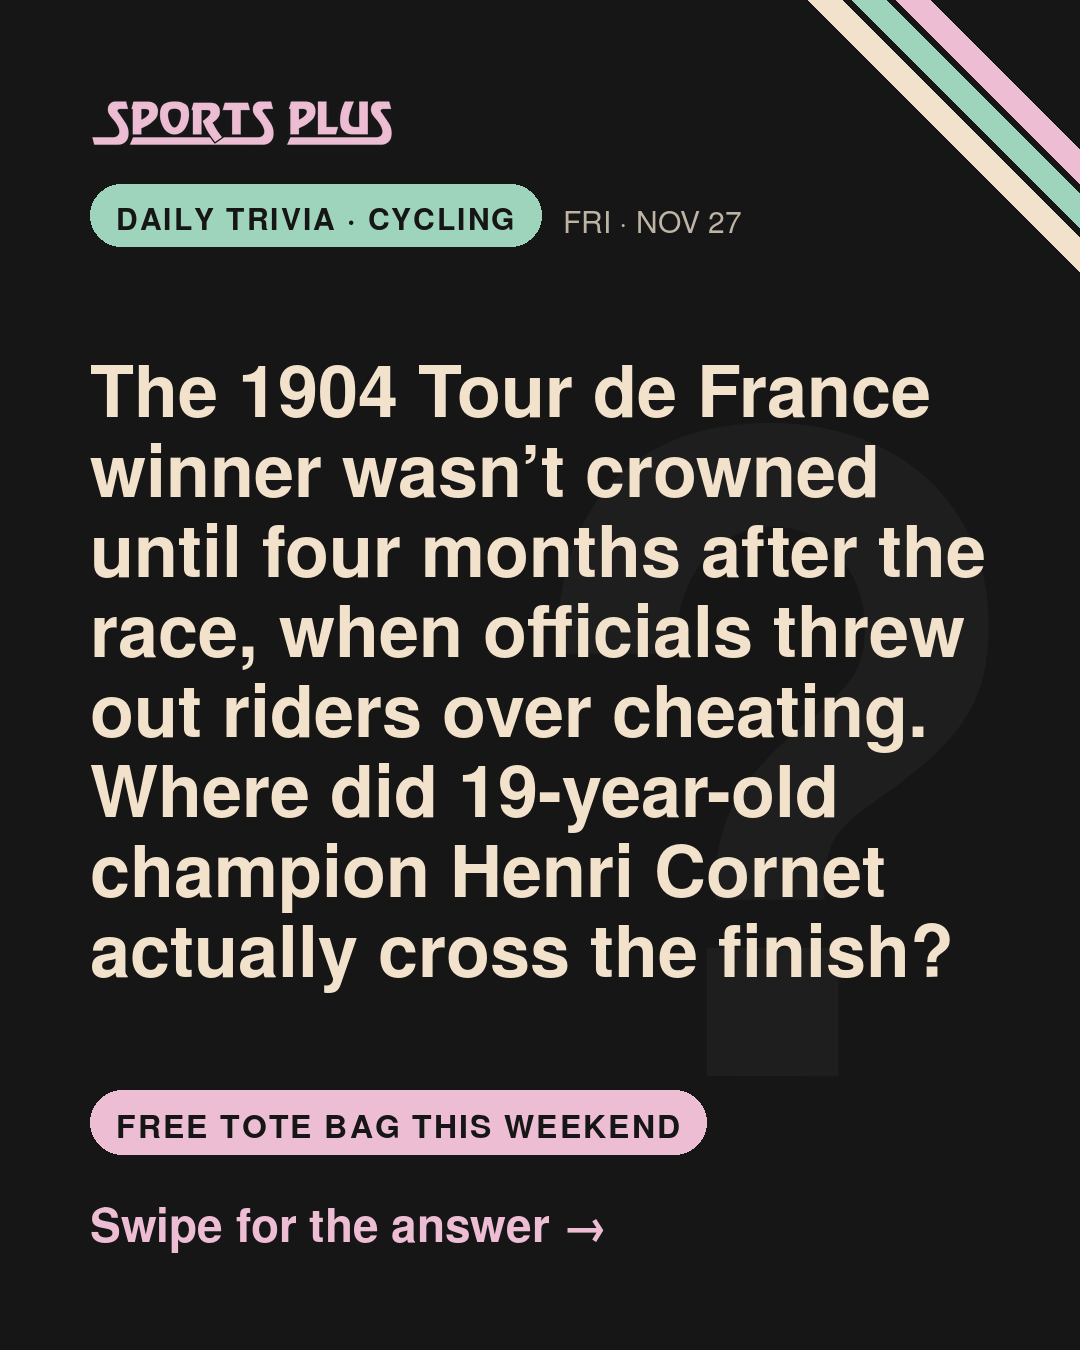 SPORTS PLUS
DAILY TRIVIA · CYCLING
FRI · NOV 27
The 1904 Tour de France
winner wasn’t crowned
until four months after the
race, when officials threw
out riders over cheating.
Where did 19-year-old
champion Henri Cornet
actually cross the finish?
FREE TOTE BAG THIS WEEKEND
Swipe for the answer →